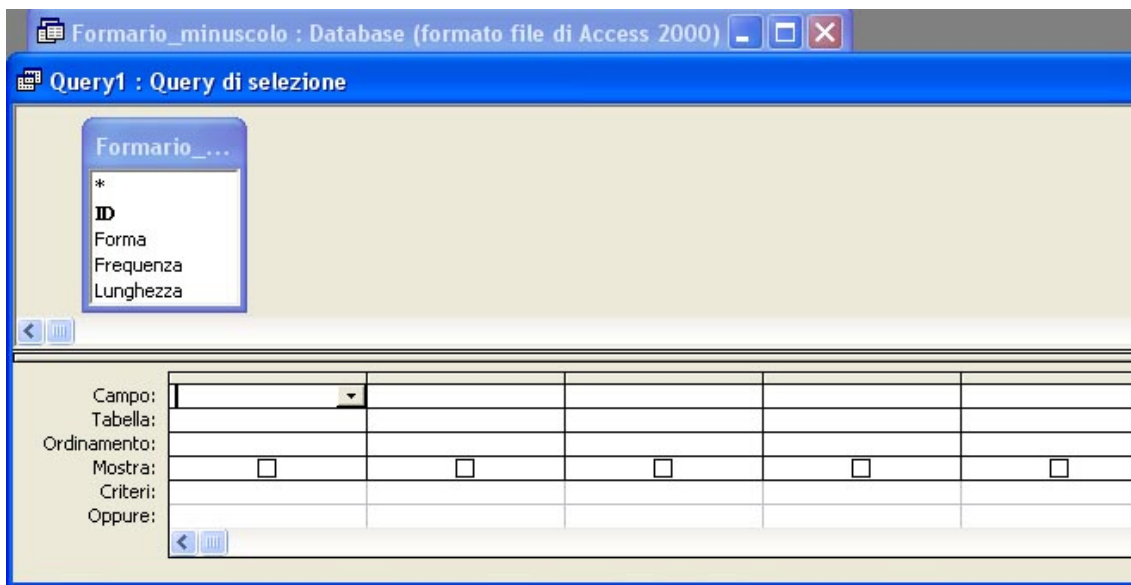 Formario_minuscolo : Database (formato file di Access 2000)
Query1 : Query di selezione
Formario_...
*
ID
Forma
Frequenza
Lunghezza
Campo:
Tabella:
Ordinamento:
Mostra:
Criteri:
Oppure: